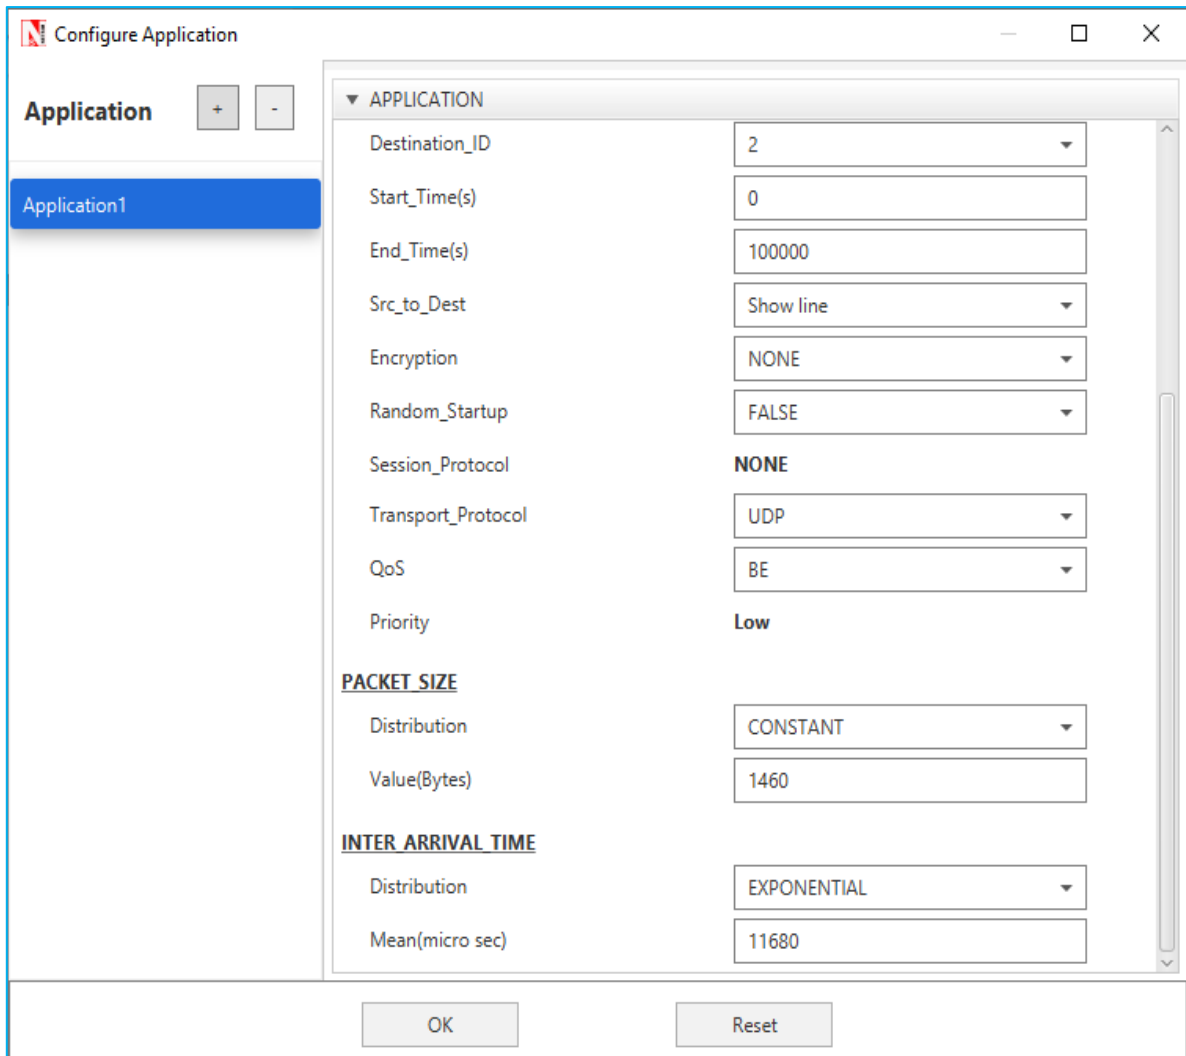 Configure Application
Application + -
Application1
APPLICATION
Destination_ID 2
Start_Time(s) 0
End_Time(s) 100000
Src_to_Dest Show line
Encryption NONE
Random_Startup FALSE
Session_Protocol NONE
Transport_Protocol UDP
QoS BE
Priority Low
PACKET_SIZE
Distribution CONSTANT
Value(Bytes) 1460
INTER_ARRIVAL_TIME
Distribution EXPONENTIAL
Mean(micro sec) 11680
OK Reset